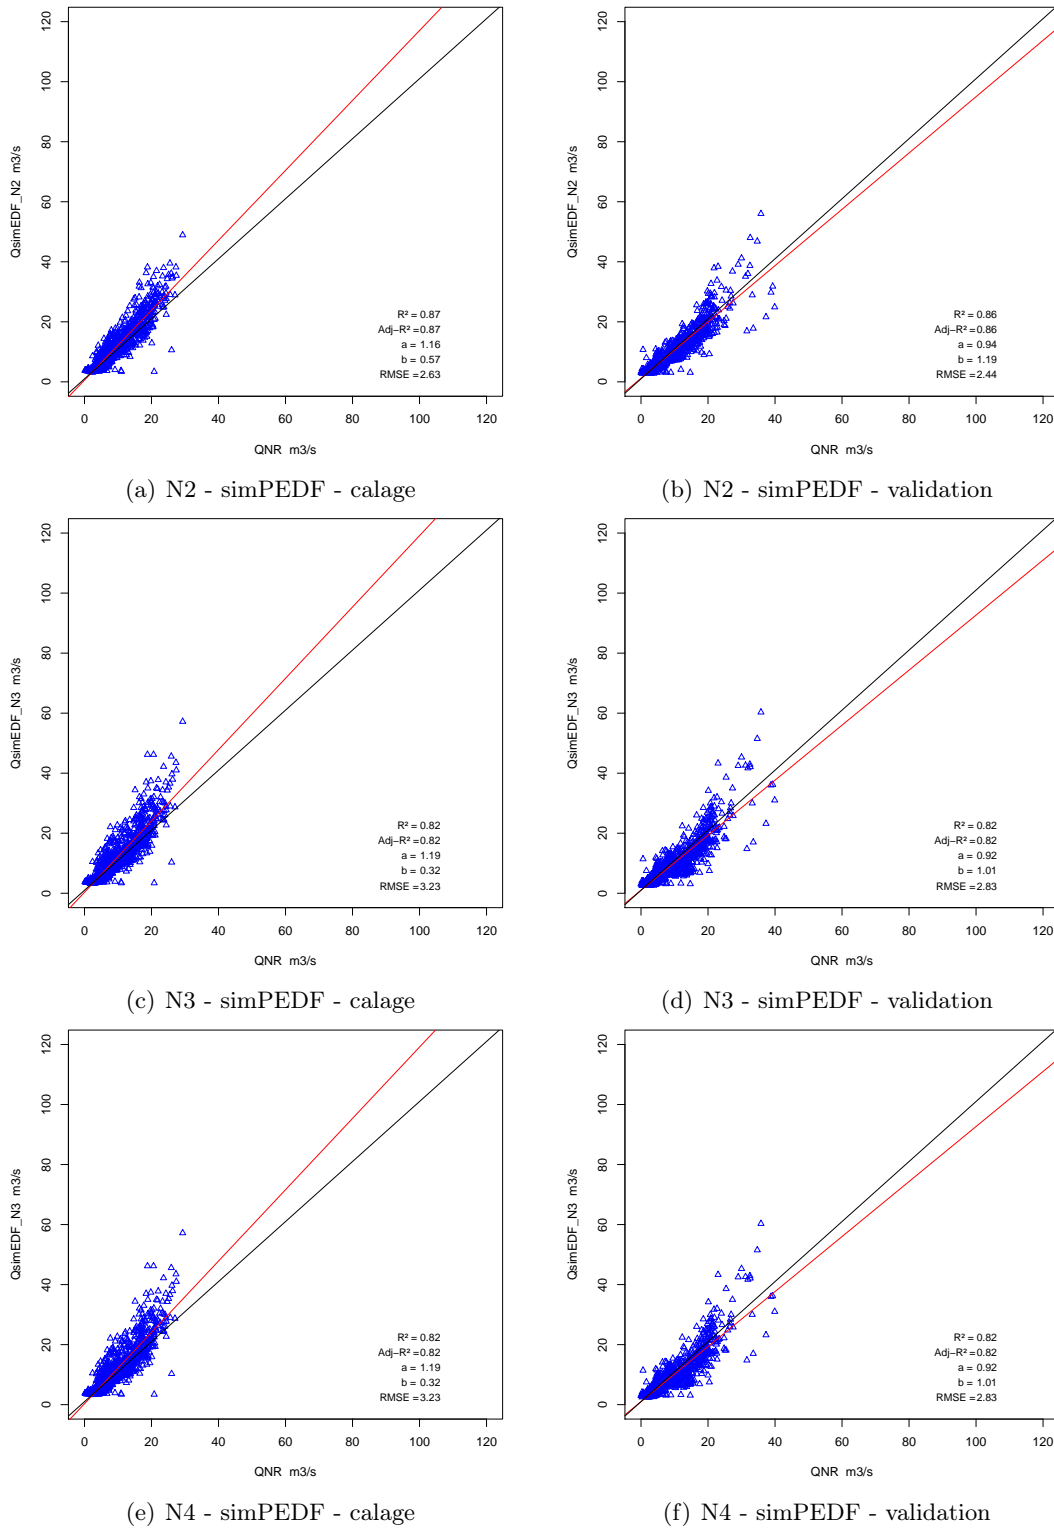 QsimEDF_N2 m3/s
0 20 40 60 80 100 120
R² = 0.87
Adj−R² = 0.87
a = 1.16
b = 0.57
RMSE = 2.63
0 20 40 60 80 100 120
QNR m3/s
(a) N2 - simPEDF - calage
QsimEDF_N2 m3/s
0 20 40 60 80 100 120
R² = 0.86
Adj−R² = 0.86
a = 0.94
b = 1.19
RMSE = 2.44
0 20 40 60 80 100 120
QNR m3/s
(b) N2 - simPEDF - validation
QsimEDF_N3 m3/s
0 20 40 60 80 100 120
R² = 0.82
Adj−R² = 0.82
a = 1.19
b = 0.32
RMSE = 3.23
0 20 40 60 80 100 120
QNR m3/s
(c) N3 - simPEDF - calage
QsimEDF_N3 m3/s
0 20 40 60 80 100 120
R² = 0.82
Adj−R² = 0.82
a = 0.92
b = 1.01
RMSE = 2.83
0 20 40 60 80 100 120
QNR m3/s
(d) N3 - simPEDF - validation
QsimEDF_N3 m3/s
0 20 40 60 80 100 120
R² = 0.82
Adj−R² = 0.82
a = 1.19
b = 0.32
RMSE = 3.23
0 20 40 60 80 100 120
QNR m3/s
(e) N4 - simPEDF - calage
QsimEDF_N3 m3/s
0 20 40 60 80 100 120
R² = 0.82
Adj−R² = 0.82
a = 0.92
b = 1.01
RMSE = 2.83
0 20 40 60 80 100 120
QNR m3/s
(f) N4 - simPEDF - validation